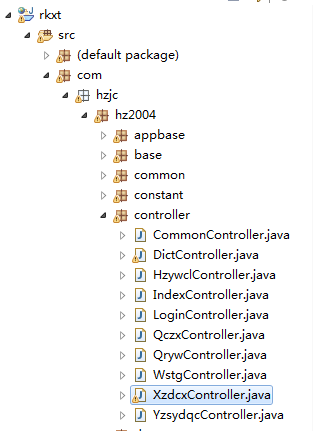 rkxt
src
(default package)
com
hzjc
hz2004
appbase
base
common
constant
controller
CommonController.java
DictController.java
HzywclController.java
IndexController.java
LoginController.java
QczxController.java
QrywController.java
WstgController.java
XzdcxController.java
YzsydqcController.java